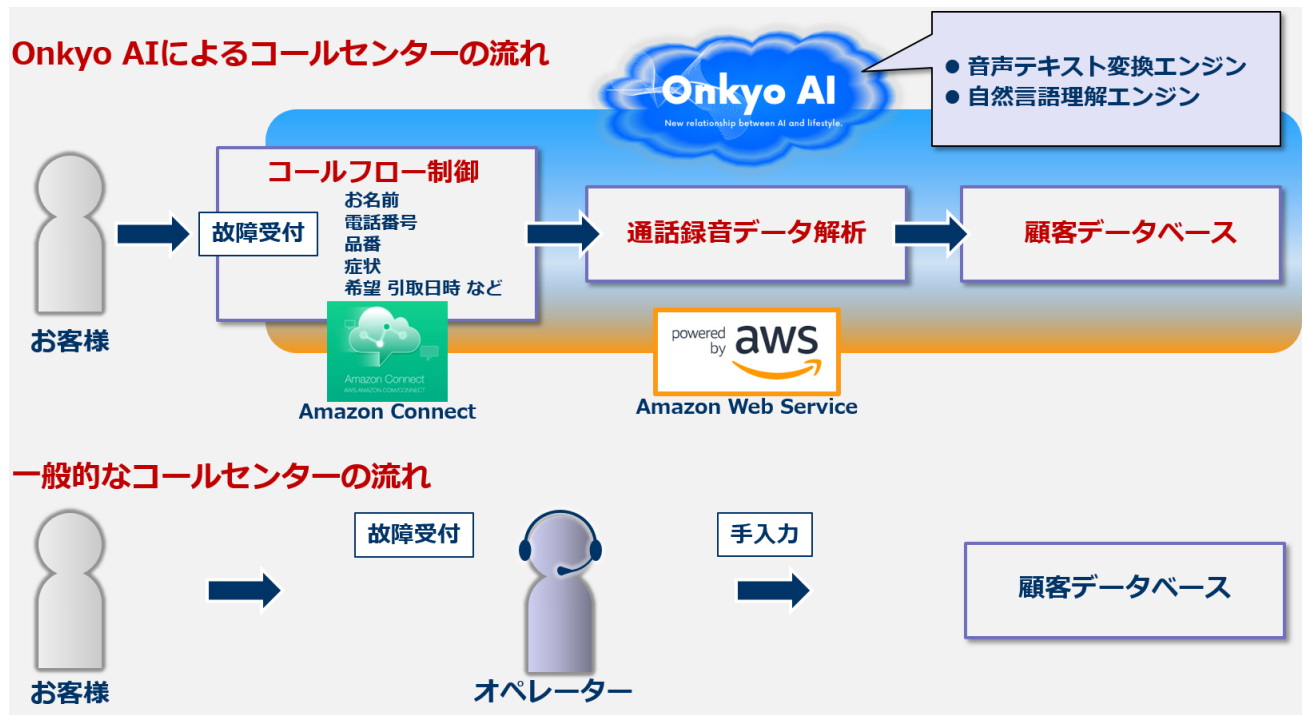 Onkyo AIによるコールセンターの流れ
Onkyo AI
New relationship between AI and lifestyle.
● 音声テキスト変換エンジン
● 自然言語理解エンジン
コールフロー制御
お名前
電話番号
品番
症状
希望 引取日時 など
故障受付
通話録音データ解析
顧客データベース
お客様
Amazon Connect
AWS.AMAZON.COM/CONNECT
Amazon Connect
powered
by
aws
Amazon Web Service
一般的なコールセンターの流れ
故障受付
手入力
顧客データベース
お客様
オペレーター